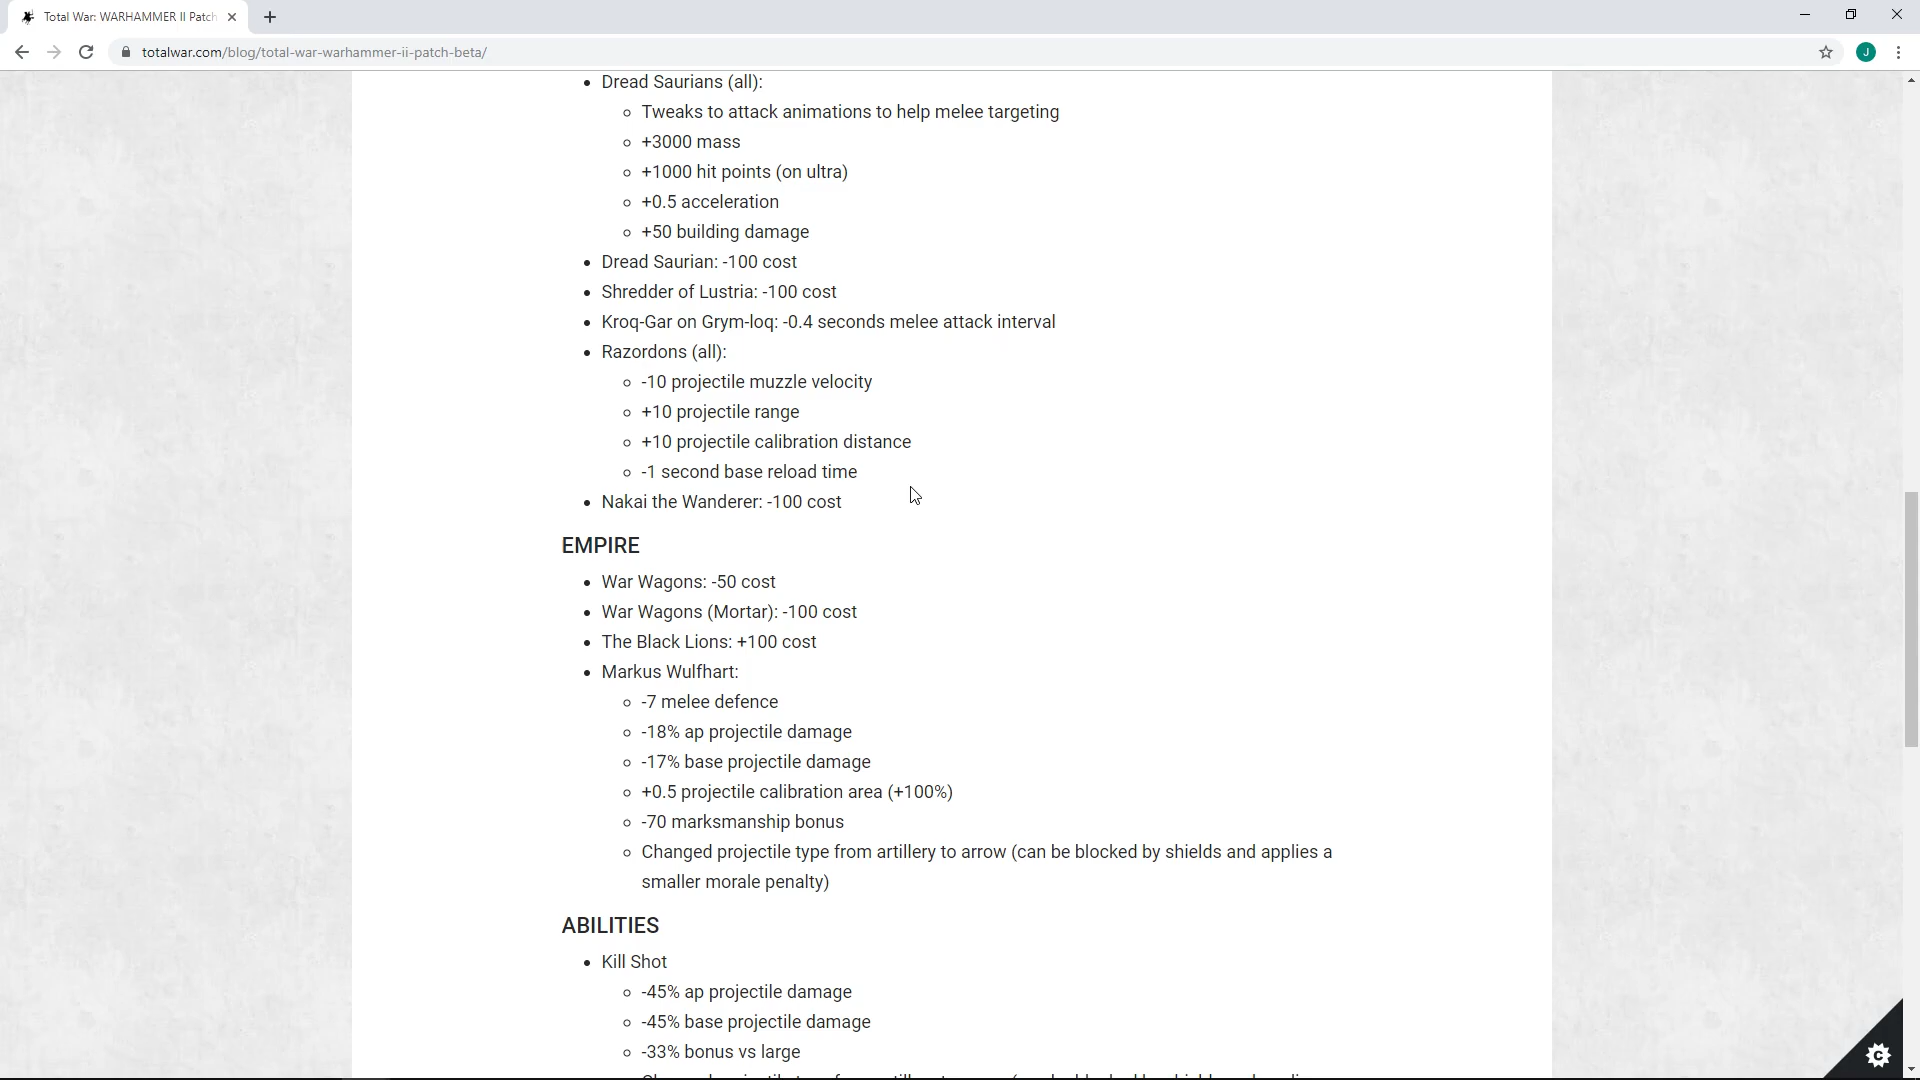 Total War: WARHAMMER II Patch
totalwar.com/blog/total-war-warhammer-ii-patch-beta/
J
Dread Saurians (all):
Tweaks to attack animations to help melee targeting
+3000 mass
+1000 hit points (on ultra)
+0.5 acceleration
+50 building damage
Dread Saurian: -100 cost
Shredder of Lustria: -100 cost
Kroq-Gar on Grym-loq: -0.4 seconds melee attack interval
Razordons (all):
-10 projectile muzzle velocity
+10 projectile range
+10 projectile calibration distance
-1 second base reload time
Nakai the Wanderer: -100 cost
EMPIRE
War Wagons: -50 cost
War Wagons (Mortar): -100 cost
The Black Lions: +100 cost
Markus Wulfhart:
-7 melee defence
-18% ap projectile damage
-17% base projectile damage
+0.5 projectile calibration area (+100%)
-70 marksmanship bonus
Changed projectile type from artillery to arrow (can be blocked by shields and applies a
smaller morale penalty)
ABILITIES
Kill Shot
-45% ap projectile damage
-45% base projectile damage
-33% bonus vs large